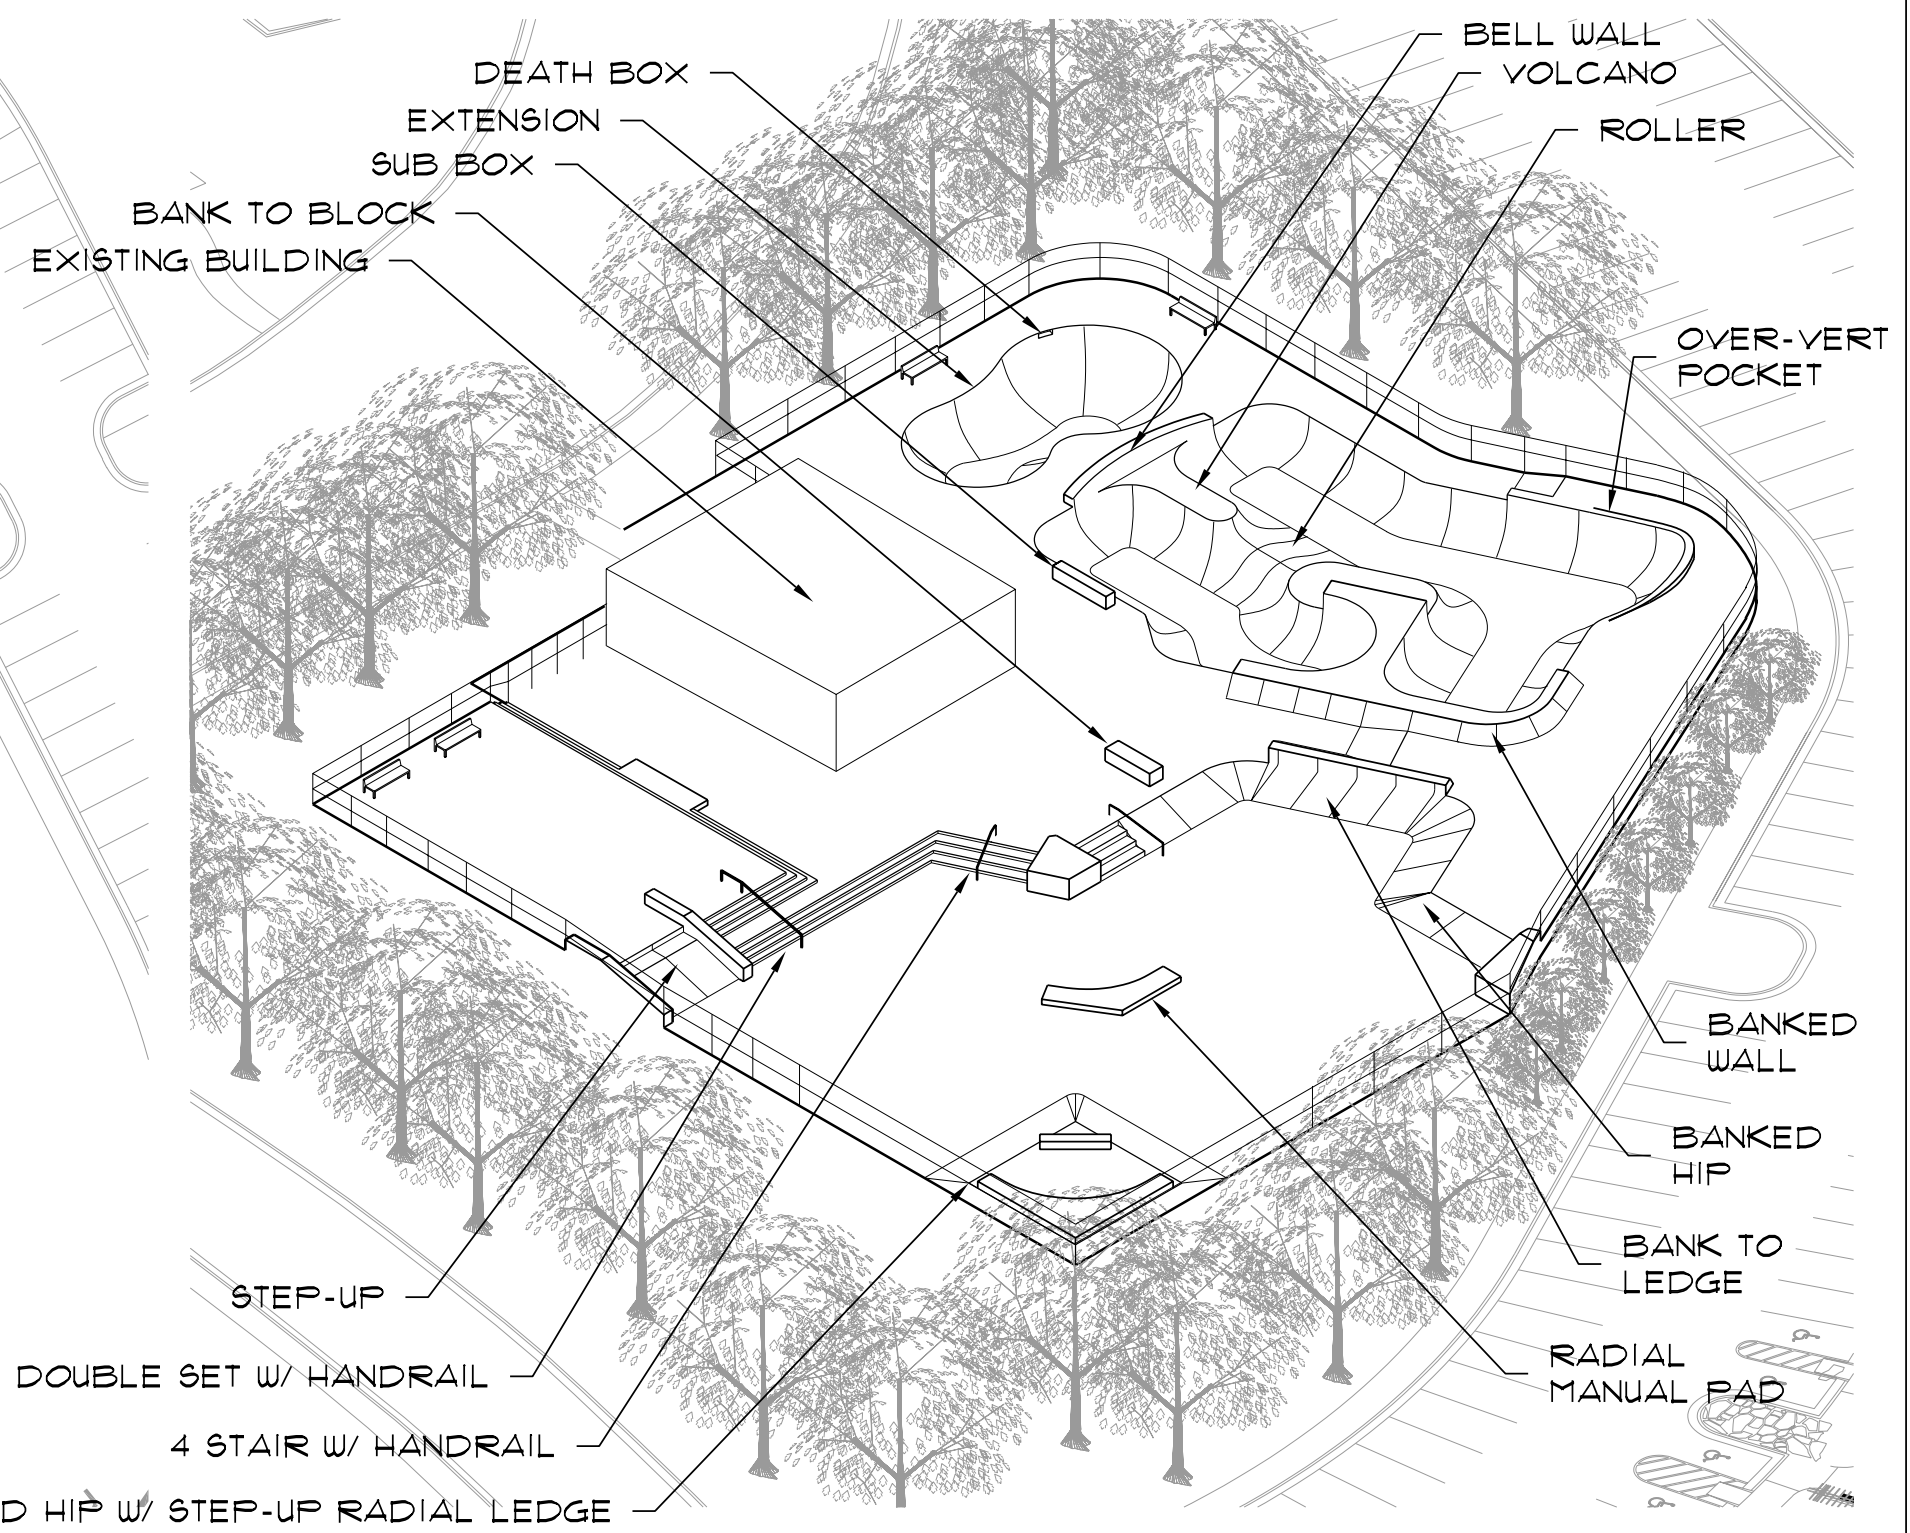 DEATH BOX
EXTENSION
SUB BOX
BANK TO BLOCK
EXISTING BUILDING
BELL WALL
VOLCANO
ROLLER
OVER-VERT
POCKET
BANKED
WALL
BANKED
HIP
BANK TO
LEDGE
RADIAL
MANUAL PAD
STEP-UP
DOUBLE SET W/ HANDRAIL
4 STAIR W/ HANDRAIL
D HIP W/ STEP-UP RADIAL LEDGE